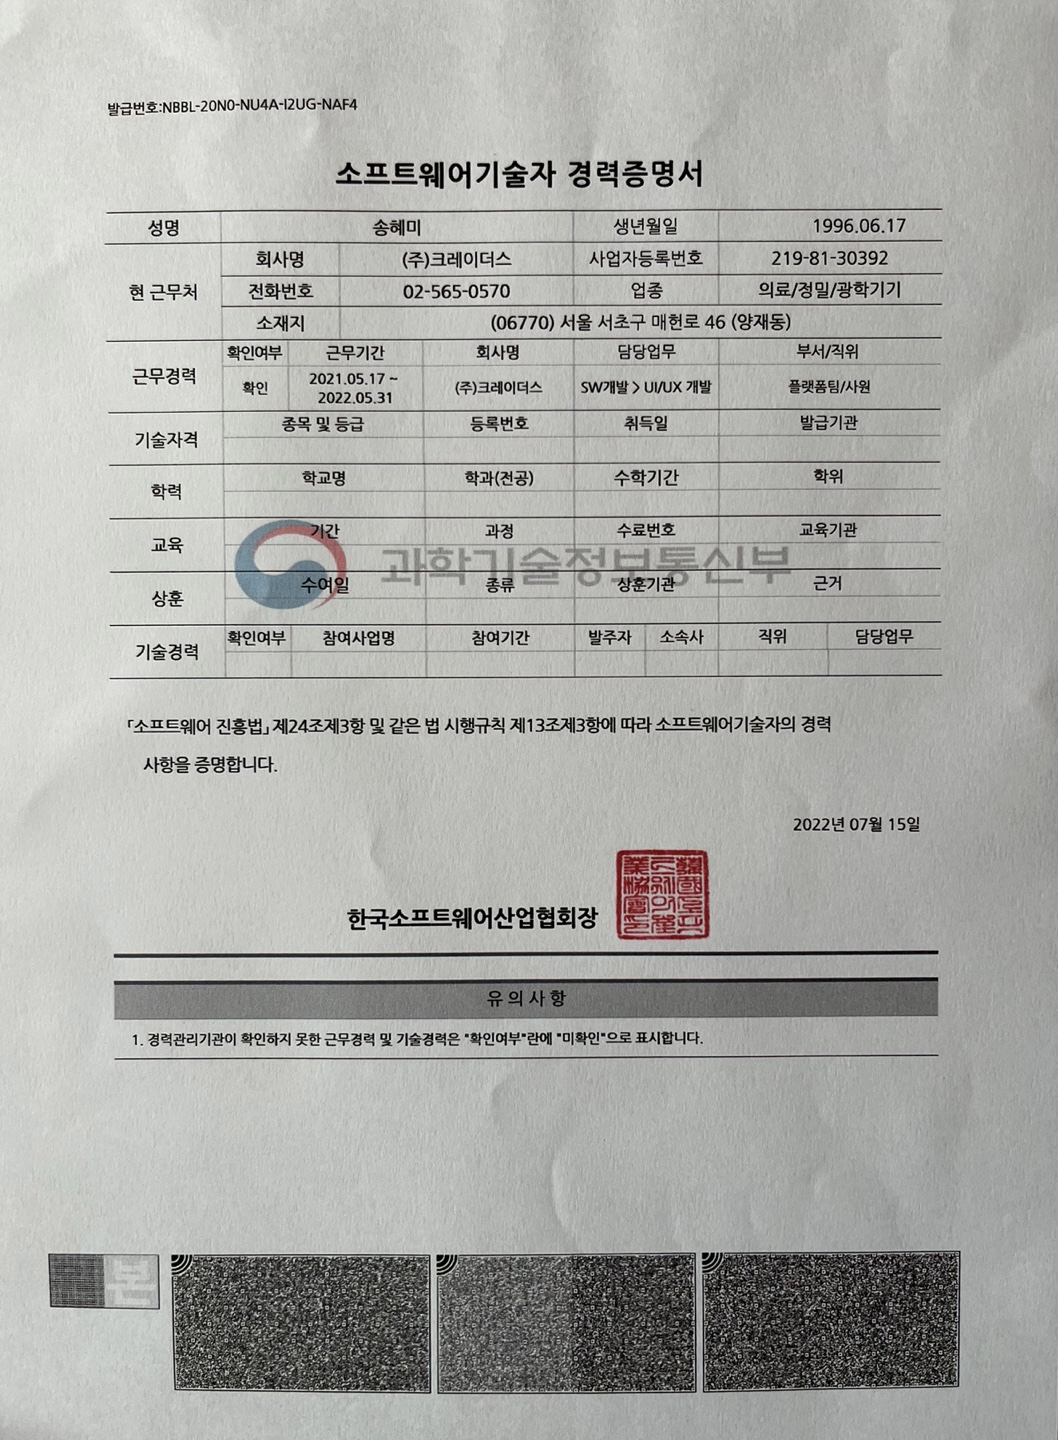 발급번호:NBBL-20N0-NU4A-I2UG-NAF4
소프트웨어기술자 경력증명서
성명 송혜미 생년월일 1996.06.17
현 근무처 회사명 (주)크레이더스 사업자등록번호 219-81-30392
전화번호 02-565-0570 업종 의료/정밀/광학기기
소재지 (06770) 서울 서초구 매헌로 46 (양재동)
근무경력 확인여부 근무기간 회사명 담당업무 부서/직위
확인 2021.05.17 ~ 2022.05.31 (주)크레이더스 SW개발 > UI/UX 개발 플랫폼팀/사원
기술자격 종목 및 등급 등록번호 취득일 발급기관
학력 학교명 학과(전공) 수학기간 학위
교육 기간 과정 수료번호 교육기관
과학기술정보통신부
상훈 수여일 종류 상훈기관 근거
기술경력 확인여부 참여사업명 참여기간 발주자 소속사 직위 담당업무
「소프트웨어 진흥법」 제24조제3항 및 같은 법 시행규칙 제13조제3항에 따라 소프트웨어기술자의 경력
사항을 증명합니다.
2022년 07월 15일
한국소프트웨어산업협회장
유 의 사 항
1. 경력관리기관이 확인하지 못한 근무경력 및 기술경력은 "확인여부"란에 "미확인"으로 표시합니다.
본